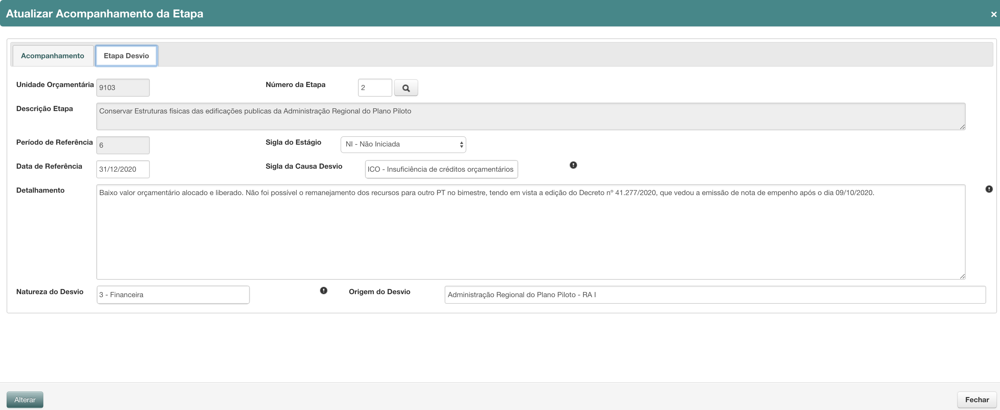 Atualizar Acompanhamento da Etapa
Acompanhamento Etapa Desvio
Unidade Orçamentária 9103 Número da Etapa 2
Descrição Etapa Conservar Estruturas físicas das edificações publicas da Administração Regional do Plano Piloto
Período de Referência 6 Sigla do Estágio NI - Não Iniciada
Data de Referência 31/12/2020 Sigla da Causa Desvio ICO - Insuficiência de créditos orçamentários
Detalhamento Baixo valor orçamentário alocado e liberado. Não foi possível o remanejamento dos recursos para outro PT no bimestre, tendo em vista a edição do Decreto nº 41.277/2020, que vedou a emissão de nota de empenho após o dia 09/10/2020.
Natureza do Desvio 3 - Financeira Origem do Desvio Administração Regional do Plano Piloto - RA I
Alterar Fechar